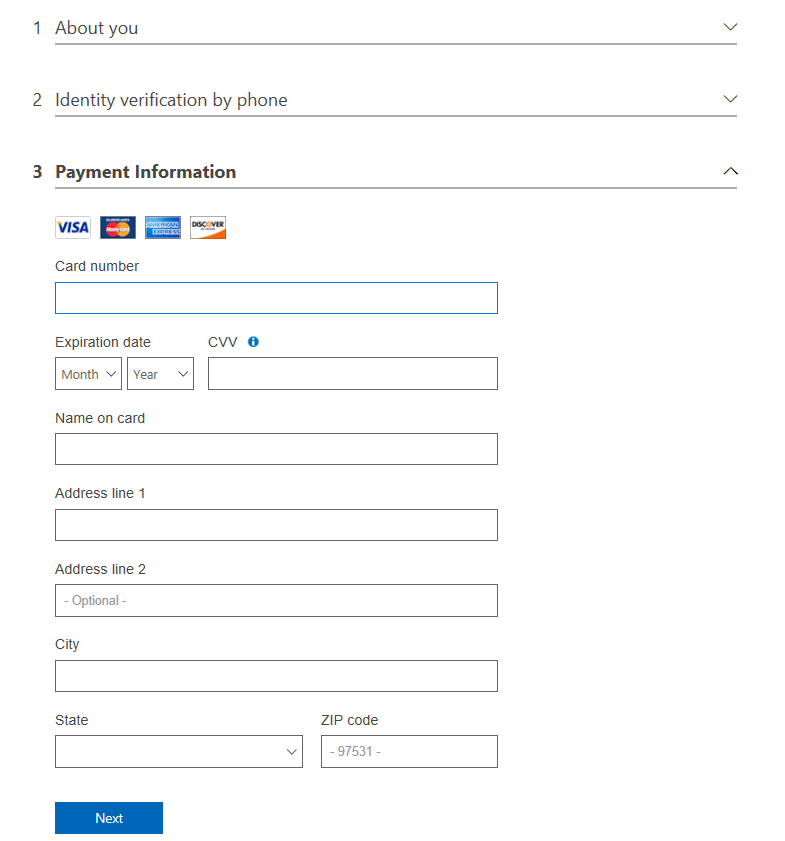 1 About you
2 Identity verification by phone
3 Payment Information
VISA MasterCard AMERICAN EXPRESS DISCOVER
Card number
Expiration date CVV
Month Year
Name on card
Address line 1
Address line 2
- Optional -
City
State ZIP code
- 97531 -
Next